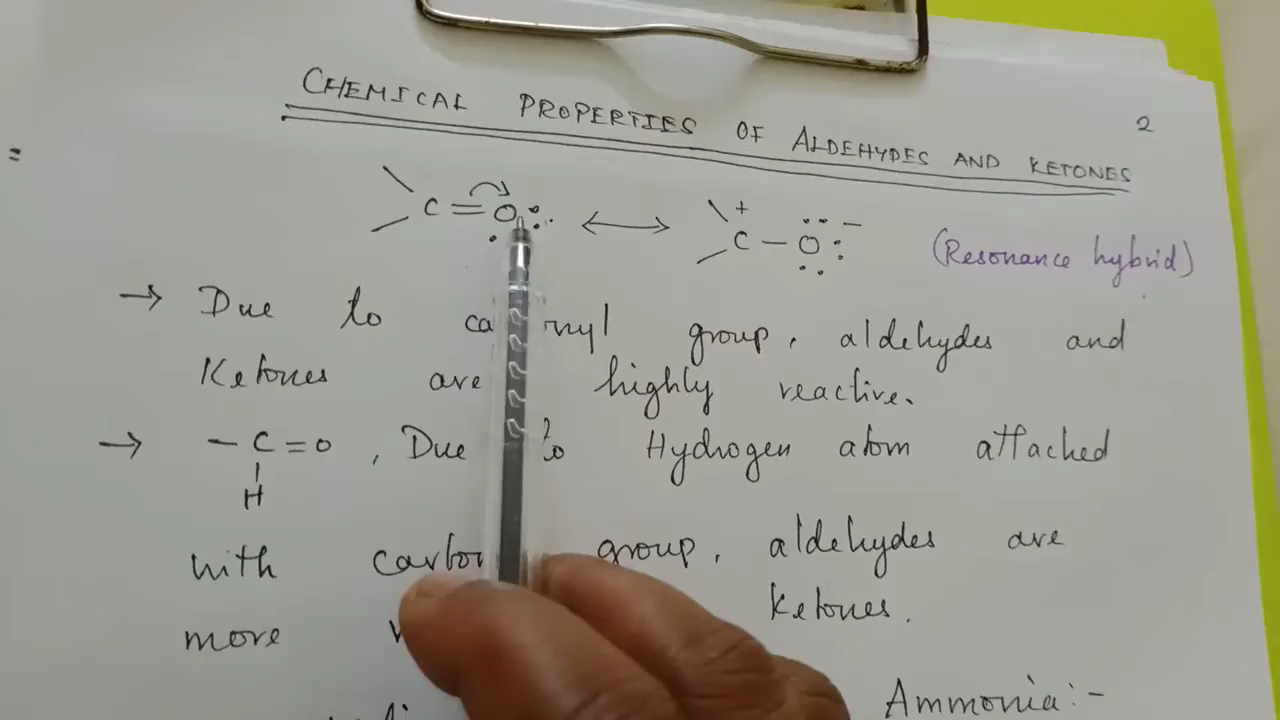 CHEMICAL PROPERTIES OF ALDEHYDES AND KETONES
2
=
C=O ⟷ C⁺–O⁻ (Resonance hybrid)
→ Due to group, aldehydes and
Ketones are highly reactive.
→ –C=O , Due to Hydrogen atom attached
H
with group, aldehydes are
more Ketones.
Ammonia:-